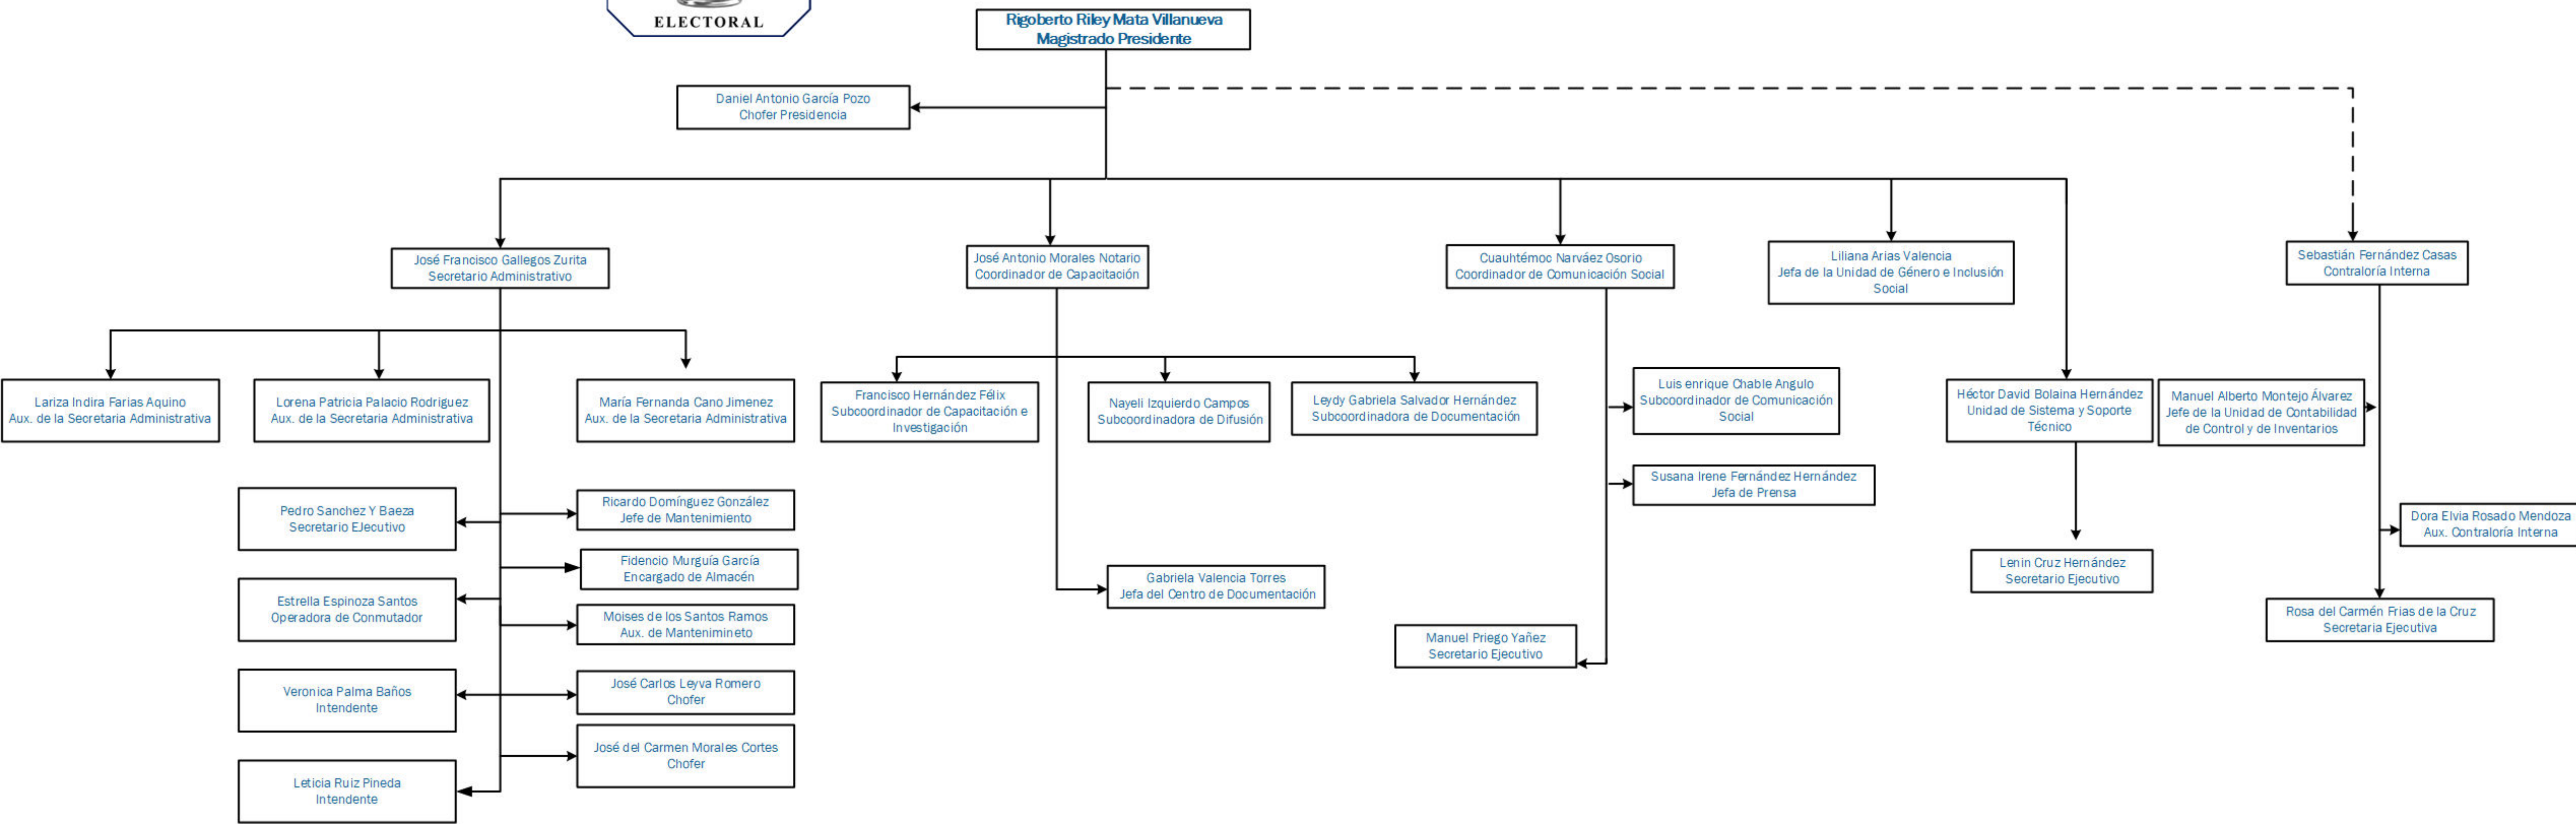 ELECTORAL
Rigoberto Riley Mata Villanueva
Magistrado Presidente
Daniel Antonio García Pozo
Chofer Presidencia
José Francisco Gallegos Zurita
Secretario Administrativo
José Antonio Morales Notario
Coordinador de Capacitación
Cuauhtémoc Narváez Osorio
Coordinador de Comunicación Social
Liliana Arias Valencia
Jefa de la Unidad de Género e Inclusión
Social
Sebastián Fernández Casas
Contraloría Interna
Lariza Indira Farias Aquino
Aux. de la Secretaria Administrativa
Lorena Patricia Palacio Rodriguez
Aux. de la Secretaria Administrativa
María Fernanda Cano Jimenez
Aux. de la Secretaria Administrativa
Francisco Hernández Félix
Subcoordinador de Capacitación e
Investigación
Nayeli Izquierdo Campos
Subcoordinadora de Difusión
Leydy Gabriela Salvador Hernández
Subcoordinadora de Documentación
Luis enrique Chable Angulo
Subcoordinador de Comunicación
Social
Héctor David Bolaina Hernández
Unidad de Sistema y Soporte
Técnico
Manuel Alberto Montejo Álvarez
Jefe de la Unidad de Contabilidad
de Control y de Inventarios
Susana Irene Fernández Hernández
Jefa de Prensa
Pedro Sanchez Y Baeza
Secretario EJecutivo
Ricardo Domínguez González
Jefe de Mantenimiento
Dora Elvia Rosado Mendoza
Aux. Contraloría Interna
Fidencio Murguía García
Encargado de Almacén
Lenin Cruz Hernández
Secretario Ejecutivo
Gabriela Valencia Torres
Jefa del Centro de Documentación
Estrella Espinoza Santos
Operadora de Conmutador
Moises de los Santos Ramos
Aux. de Mantenimineto
Rosa del Carmén Frias de la Cruz
Secretaria Ejecutiva
Manuel Priego Yañez
Secretario Ejecutivo
Veronica Palma Baños
Intendente
José Carlos Leyva Romero
Chofer
José del Carmen Morales Cortes
Chofer
Leticia Ruiz Pineda
Intendente